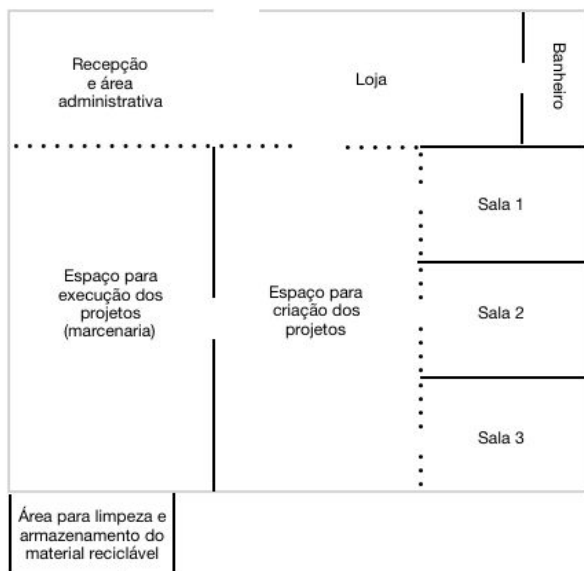 Recepção
e área
administrativa
Loja
Banheiro
Sala 1
Espaço para
execução dos
projetos
(marcenaria)
Espaço para
criação dos
projetos
Sala 2
Sala 3
Área para limpeza e
armazenamento do
material reciclável